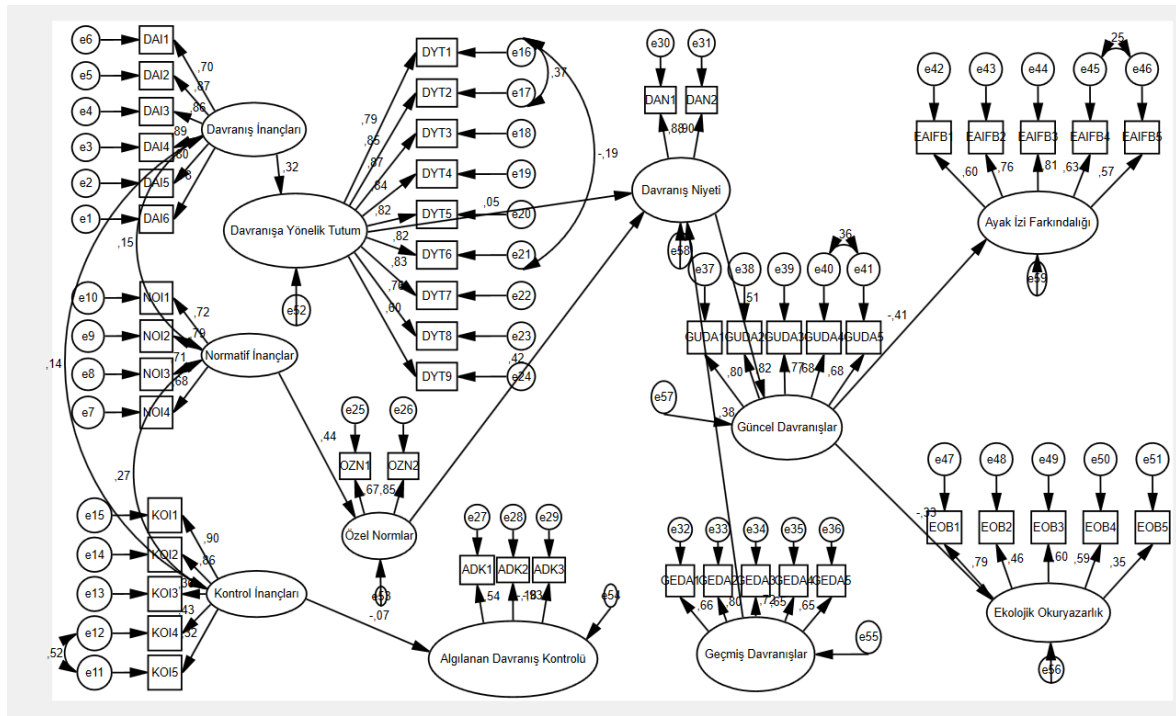 e6 DAI1
e5 DAI2
e4 DAI3
e3 DAI4
e2 DAI5
e1 DAI6
,70
,87
,86
,89
,80
Davranış İnançları
,32
,15
,14
e10 NOI1
e9 NOI2
e8 NOI3
e7 NOI4
,72
,79
,71
,68
Normatif İnançlar
,44
,27
e15 KOI1
e14 KOI2
e13 KOI3
e12 KOI4
e11 KOI5
,90
,86
,43
,32
,52
Kontrol İnançları
-,07
Davranışa Yönelik Tutum
e52
DYT1 e16
DYT2 e17
DYT3 e18
DYT4 e19
DYT5 e20
DYT6 e21
DYT7 e22
DYT8 e23
DYT9 e24
,79
,85
,87
,84
,82
,82
,83
,60
,37
-,19
,05
,42
e25 e26
OZN1 OZN2
,67 ,85
Özel Normlar
e53
e27 e28 e29
ADK1 ADK2 ADK3
,54
e54
Algılanan Davranış Kontrolü
e30 e31
DAN1 DAN2
,88 ,90
Davranış Niyeti
e58
,51
,38
e37 e38 e39 e40 e41
,36
GUDA1 GUDA2 GUDA3 GUDA4 GUDA5
,80 ,82 ,77 ,68 ,68
e57
Güncel Davranışlar
-,41
-,33
e32 e33 e34 e35 e36
GEDA1 GEDA2 GEDA3 GEDA4 GEDA5
,66 ,80 ,72 ,65 ,65
Geçmiş Davranışlar
e55
,25
e42 e43 e44 e45 e46
EAIFB1 EAIFB2 EAIFB3 EAIFB4 EAIFB5
,60 ,76 ,81 ,63 ,57
Ayak İzi Farkındalığı
e59
e47 e48 e49 e50 e51
EOB1 EOB2 EOB3 EOB4 EOB5
,79 ,46 ,60 ,59 ,35
Ekolojik Okuryazarlık
e56